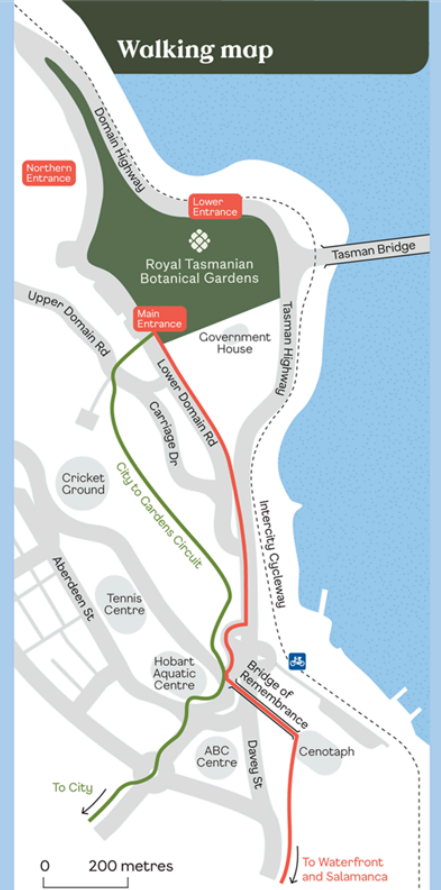 Walking map
Domain Highway
Northern
Entrance
Lower
Entrance
Royal Tasmanian
Botanical Gardens
Tasman Bridge
Upper Domain Rd
Main
Entrance
Government
House
Tasman Highway
Lower Domain Rd
Carriage Dr
Cricket
Ground
City to Gardens Circuit
Intercity Cycleway
Aberdeen St
Tennis
Centre
Hobart
Aquatic
Centre
Bridge of
Remembrance
ABC
Centre
Davey St
Cenotaph
To City
To Waterfront
and Salamanca
0 200 metres